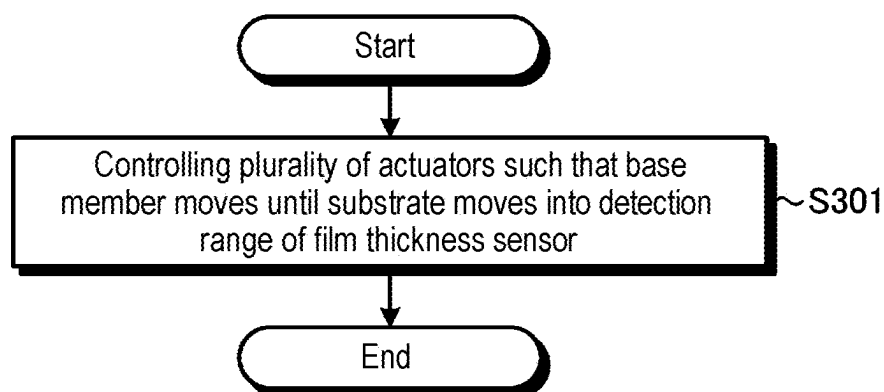 Start
Controlling plurality of actuators such that base
member moves until substrate moves into detection
range of film thickness sensor
S301
End